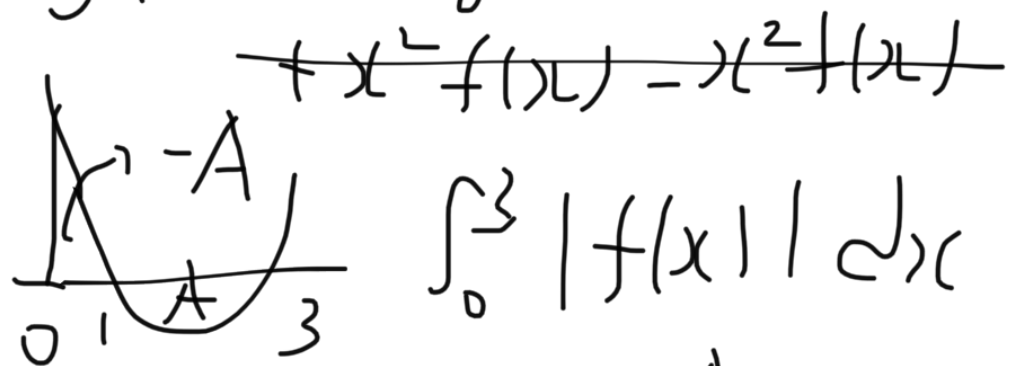 +x²f(x) - x²f(x)
-A
∫₀³ |f(x)| dx
A
0 1 3